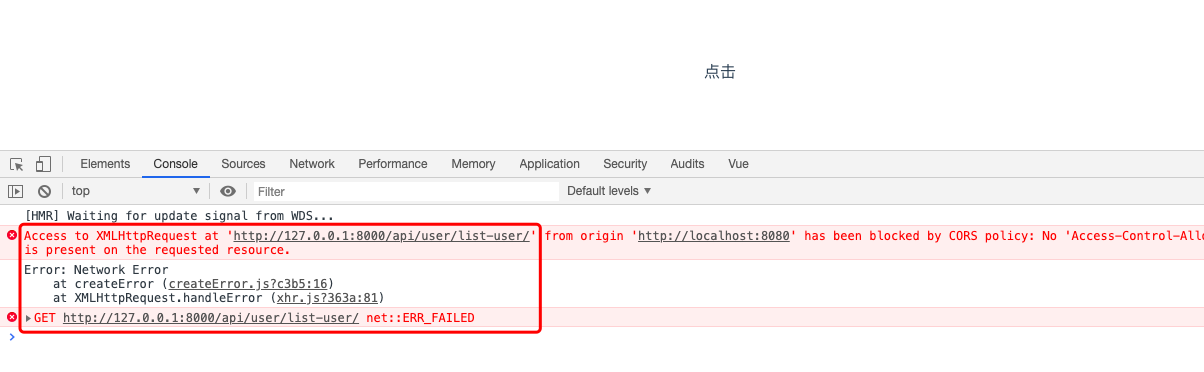 点击
Elements Console Sources Network Performance Memory Application Security Audits Vue
top Filter Default levels
[HMR] Waiting for update signal from WDS...
Access to XMLHttpRequest at 'http://127.0.0.1:8000/api/user/list-user/' from origin 'http://localhost:8080' has been blocked by CORS policy: No 'Access-Control-Allo
is present on the requested resource.
Error: Network Error
at createError (createError.js?c3b5:16)
at XMLHttpRequest.handleError (xhr.js?363a:81)
GET http://127.0.0.1:8000/api/user/list-user/ net::ERR_FAILED